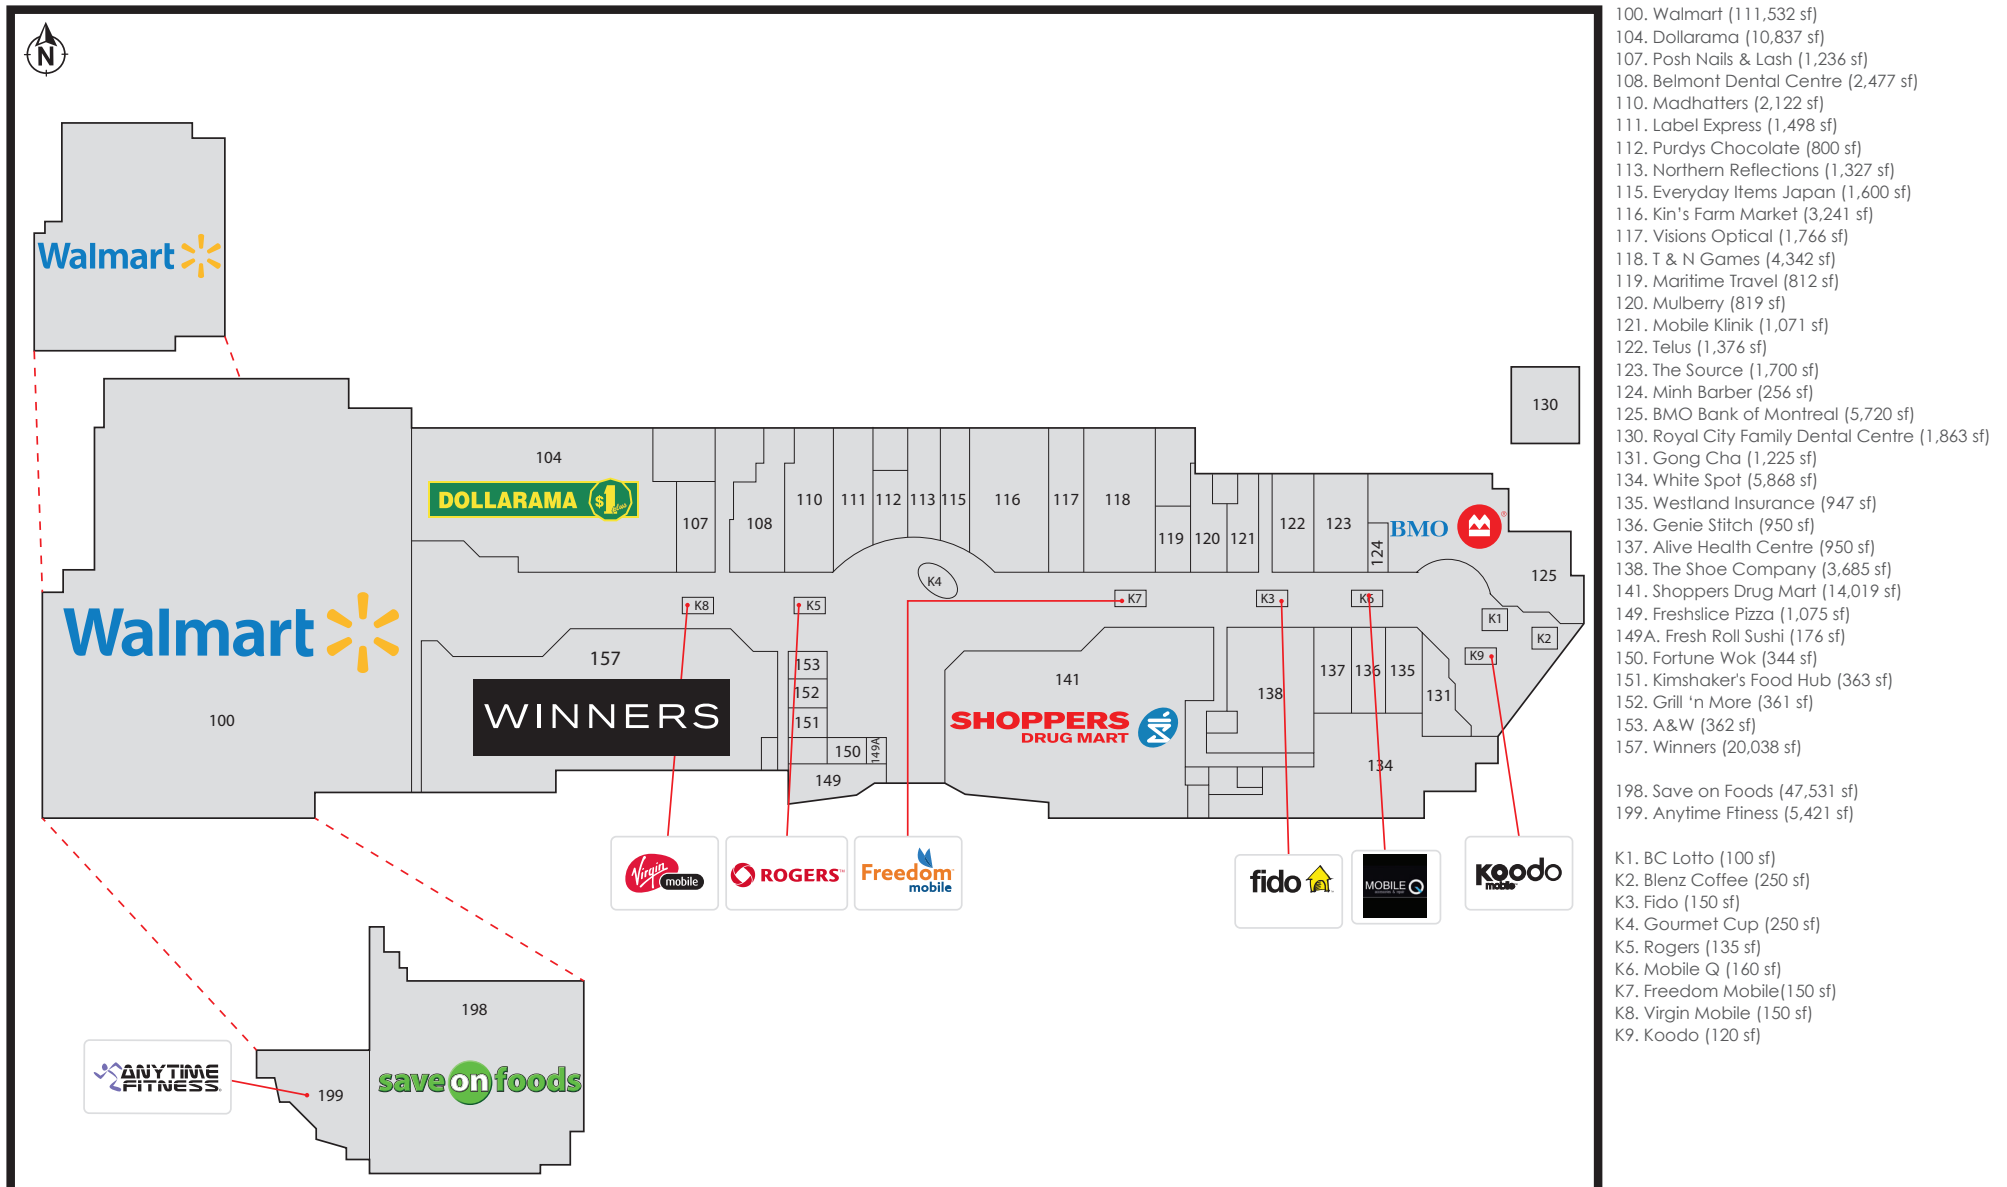 N
Walmart
130
104
DOLLARAMA $1 plus
110
111
112
113
115
116
117
118
107
108
119
120
121
122
123
124
BMO
125
K4
K8
K5
K7
K3
K6
K1
K2
K9
Walmart
100
157
WINNERS
153
152
151
150
149A
149
141
SHOPPERS
DRUG MART
138
137
136
135
131
134
Virgin
mobile
ROGERS
Freedom
mobile
fido
MOBILE Q
koodo
mobile
198
save on foods
199
ANYTIME
FITNESS
100. Walmart (111,532 sf)
104. Dollarama (10,837 sf)
107. Posh Nails & Lash (1,236 sf)
108. Belmont Dental Centre (2,477 sf)
110. Madhatters (2,122 sf)
111. Label Express (1,498 sf)
112. Purdys Chocolate (800 sf)
113. Northern Reflections (1,327 sf)
115. Everyday Items Japan (1,600 sf)
116. Kin's Farm Market (3,241 sf)
117. Visions Optical (1,766 sf)
118. T & N Games (4,342 sf)
119. Maritime Travel (812 sf)
120. Mulberry (819 sf)
121. Mobile Klinik (1,071 sf)
122. Telus (1,376 sf)
123. The Source (1,700 sf)
124. Minh Barber (256 sf)
125. BMO Bank of Montreal (5,720 sf)
130. Royal City Family Dental Centre (1,863 sf)
131. Gong Cha (1,225 sf)
134. White Spot (5,868 sf)
135. Westland Insurance (947 sf)
136. Genie Stitch (950 sf)
137. Alive Health Centre (950 sf)
138. The Shoe Company (3,685 sf)
141. Shoppers Drug Mart (14,019 sf)
149. Freshslice Pizza (1,075 sf)
149A. Fresh Roll Sushi (176 sf)
150. Fortune Wok (344 sf)
151. Kimshaker's Food Hub (363 sf)
152. Grill ‘n More (361 sf)
153. A&W (362 sf)
157. Winners (20,038 sf)
198. Save on Foods (47,531 sf)
199. Anytime Ftiness (5,421 sf)
K1. BC Lotto (100 sf)
K2. Blenz Coffee (250 sf)
K3. Fido (150 sf)
K4. Gourmet Cup (250 sf)
K5. Rogers (135 sf)
K6. Mobile Q (160 sf)
K7. Freedom Mobile(150 sf)
K8. Virgin Mobile (150 sf)
K9. Koodo (120 sf)